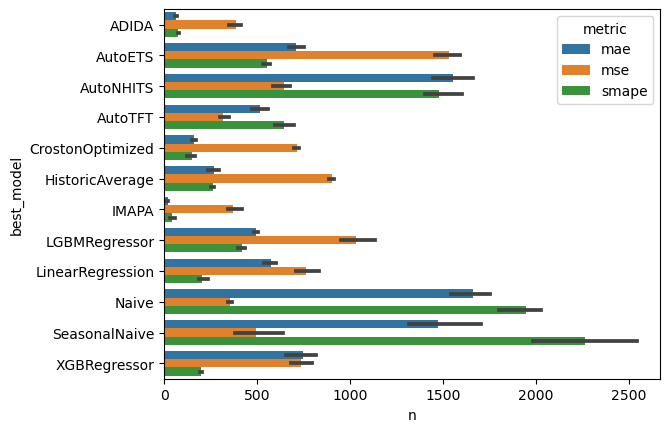 metric
mae
mse
smape
ADIDA
AutoETS
AutoNHITS
AutoTFT
CrostonOptimized
HistoricAverage
IMAPA
LGBMRegressor
LinearRegression
Naive
SeasonalNaive
XGBRegressor
best_model
0 500 1000 1500 2000 2500
n